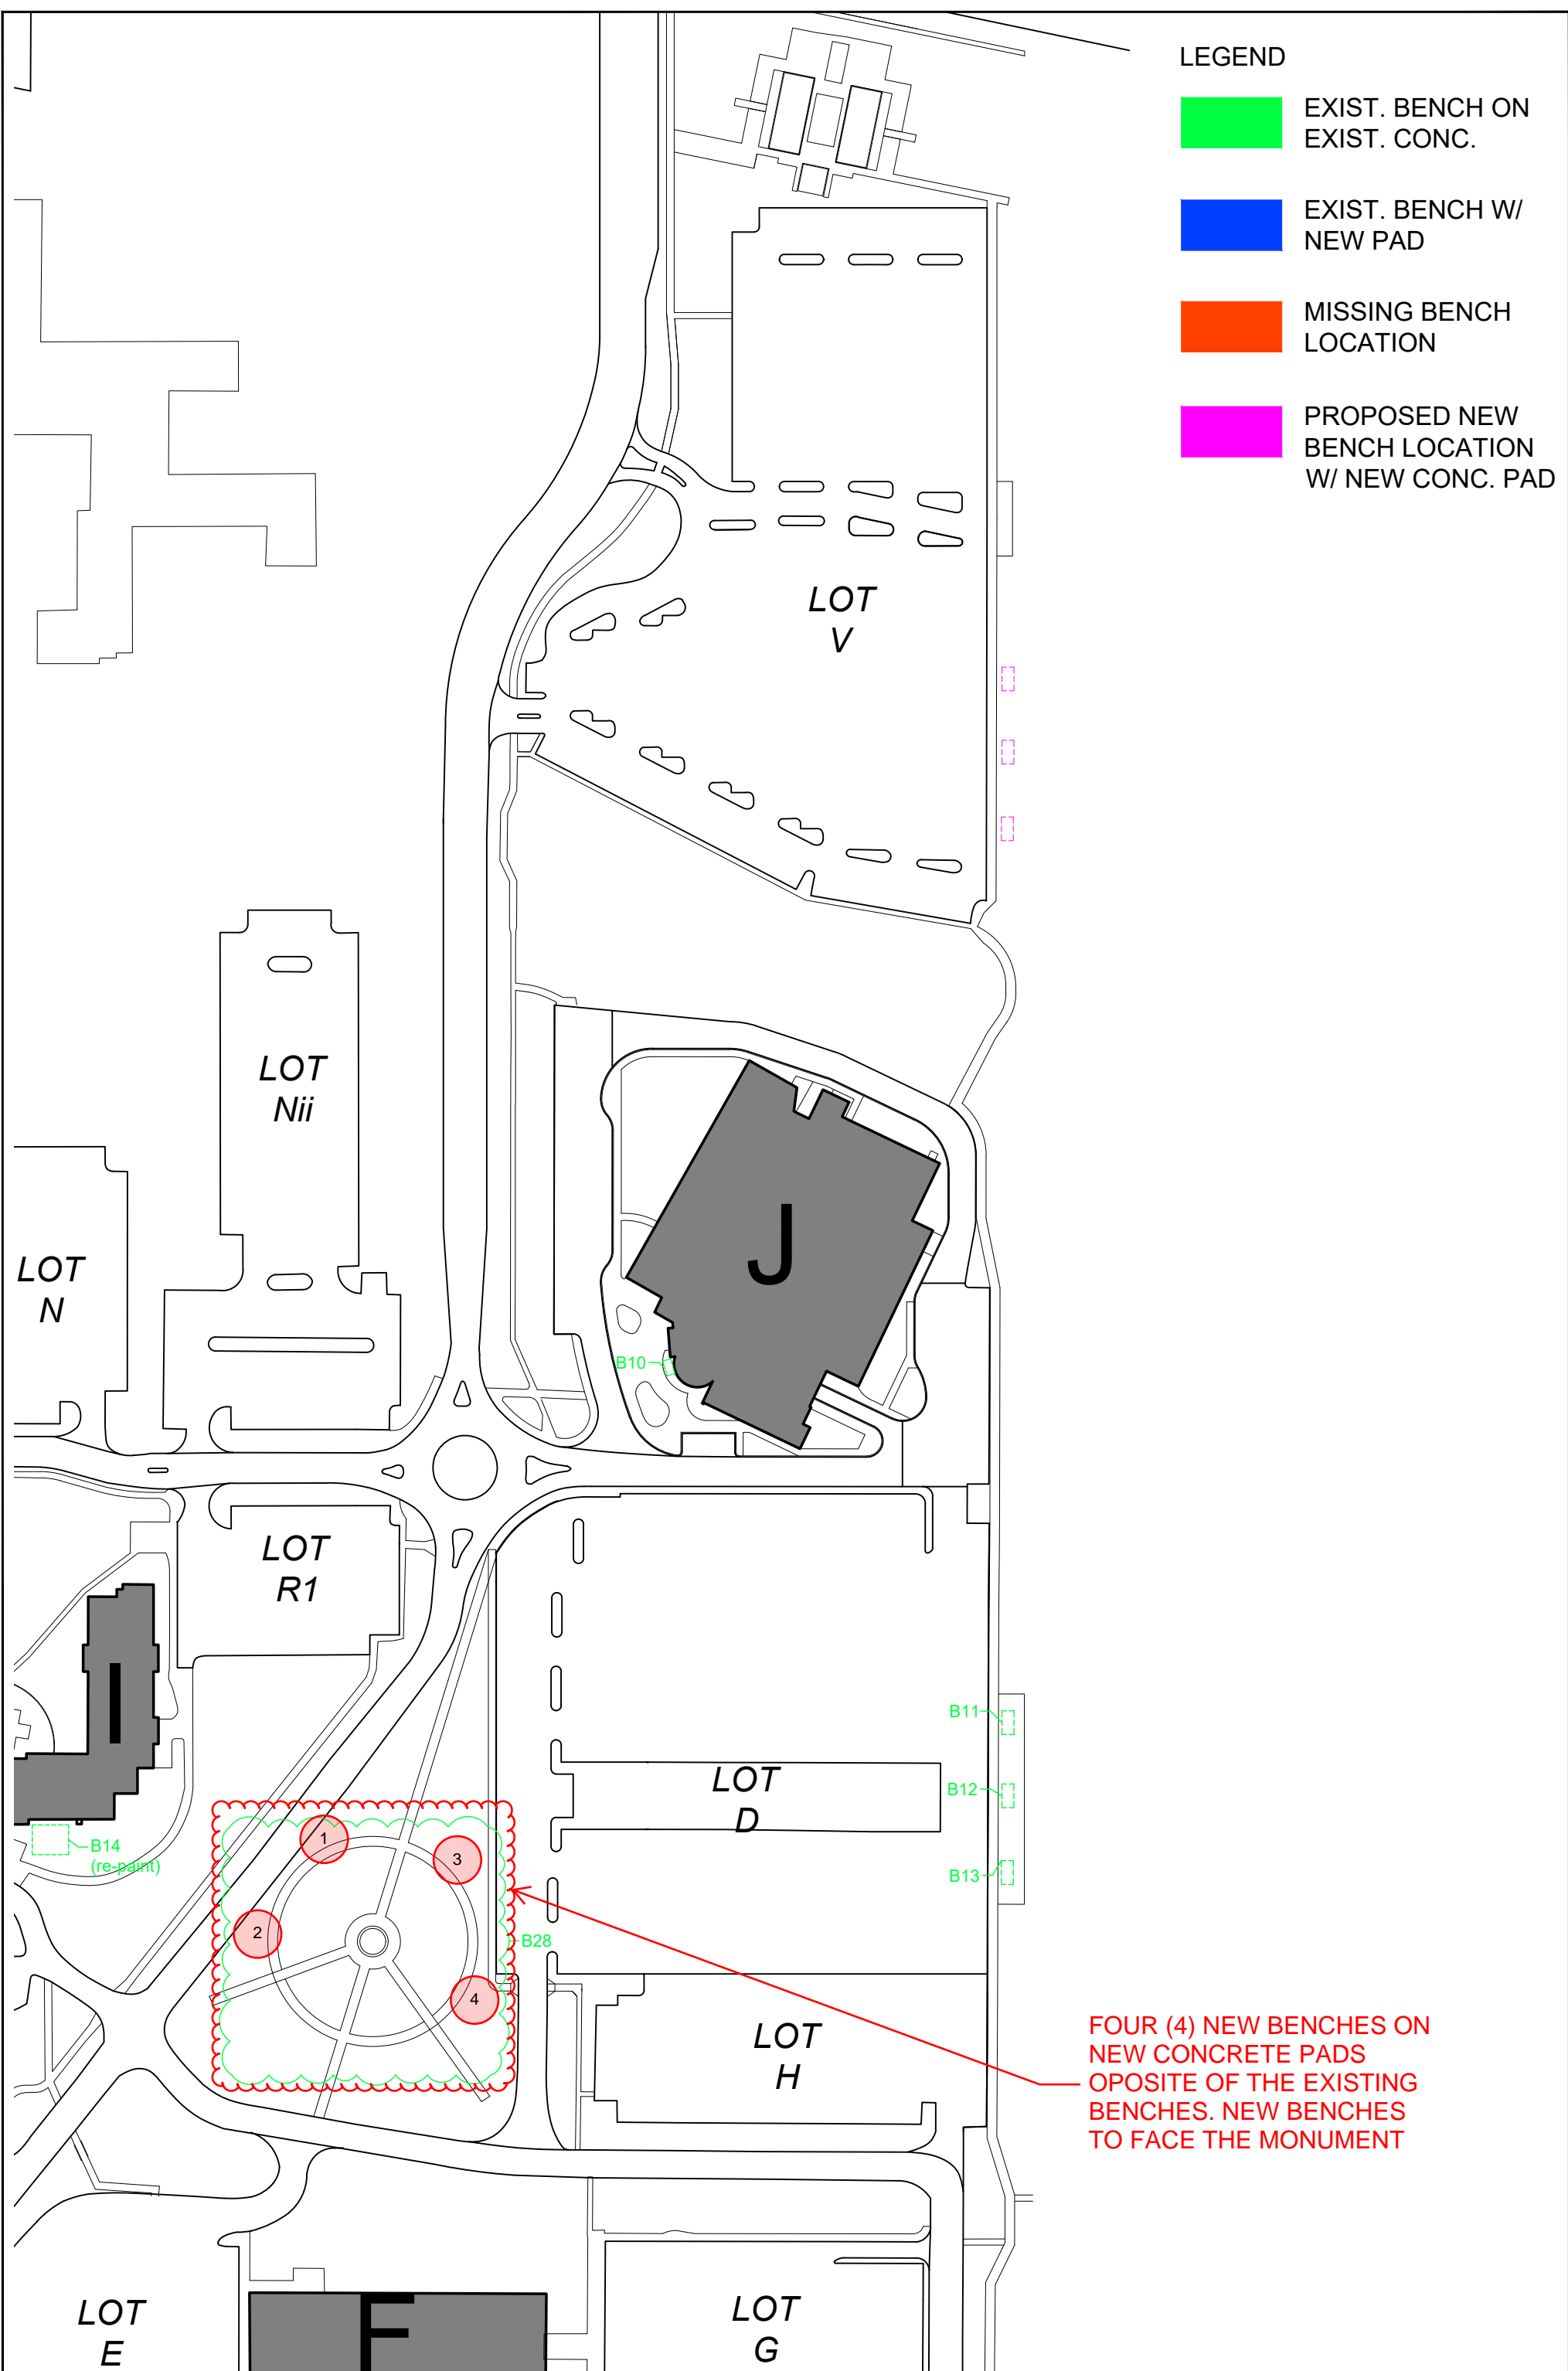 LEGEND
EXIST. BENCH ON
EXIST. CONC.
EXIST. BENCH W/
NEW PAD
MISSING BENCH
LOCATION
PROPOSED NEW
BENCH LOCATION
W/ NEW CONC. PAD
LOT
V
LOT
Nii
LOT
N
J
B10
LOT
R1
I
B11
LOT
D
B12
B13
B14
(re-paint)
1
3
2
4
B28
LOT
H
FOUR (4) NEW BENCHES ON
NEW CONCRETE PADS
OPOSITE OF THE EXISTING
BENCHES. NEW BENCHES
TO FACE THE MONUMENT
LOT
E
F
LOT
G